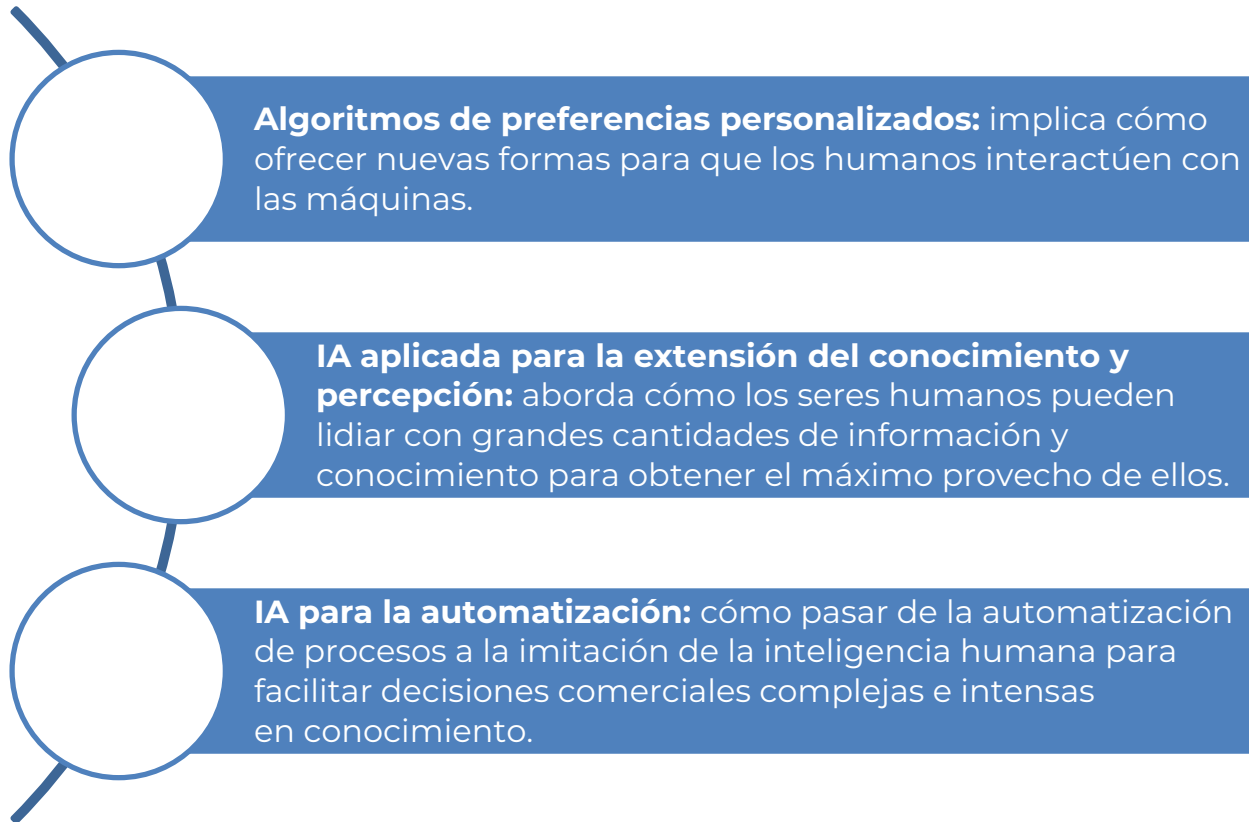 Algoritmos de preferencias personalizados: implica cómo
ofrecer nuevas formas para que los humanos interactúen con
las máquinas.
IA aplicada para la extensión del conocimiento y
percepción: aborda cómo los seres humanos pueden
lidiar con grandes cantidades de información y
conocimiento para obtener el máximo provecho de ellos.
IA para la automatización: cómo pasar de la automatización
de procesos a la imitación de la inteligencia humana para
facilitar decisiones comerciales complejas e intensas
en conocimiento.